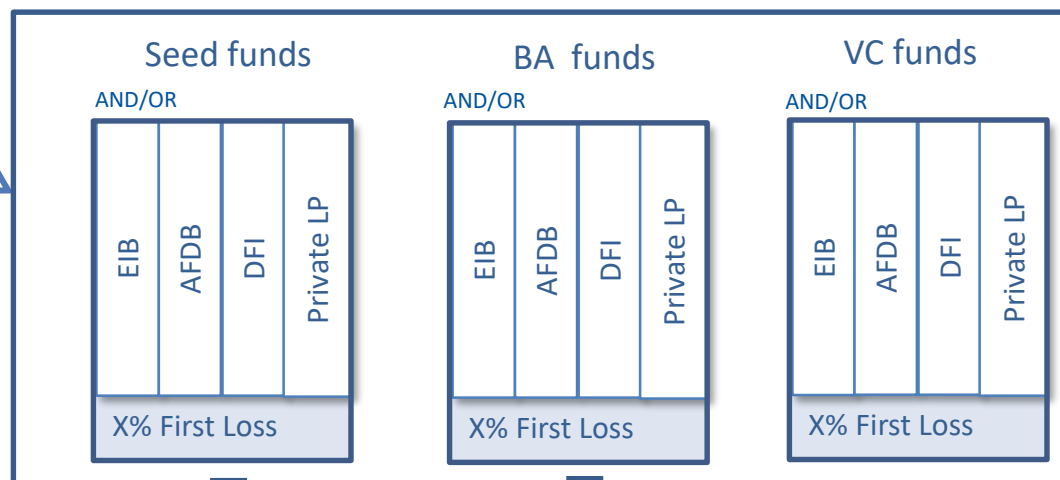 Seed funds
AND/OR
EIB
AFDB
DFI
Private LP
X% First Loss
BA funds
AND/OR
EIB
AFDB
DFI
Private LP
X% First Loss
VC funds
AND/OR
EIB
AFDB
DFI
Private LP
X% First Loss